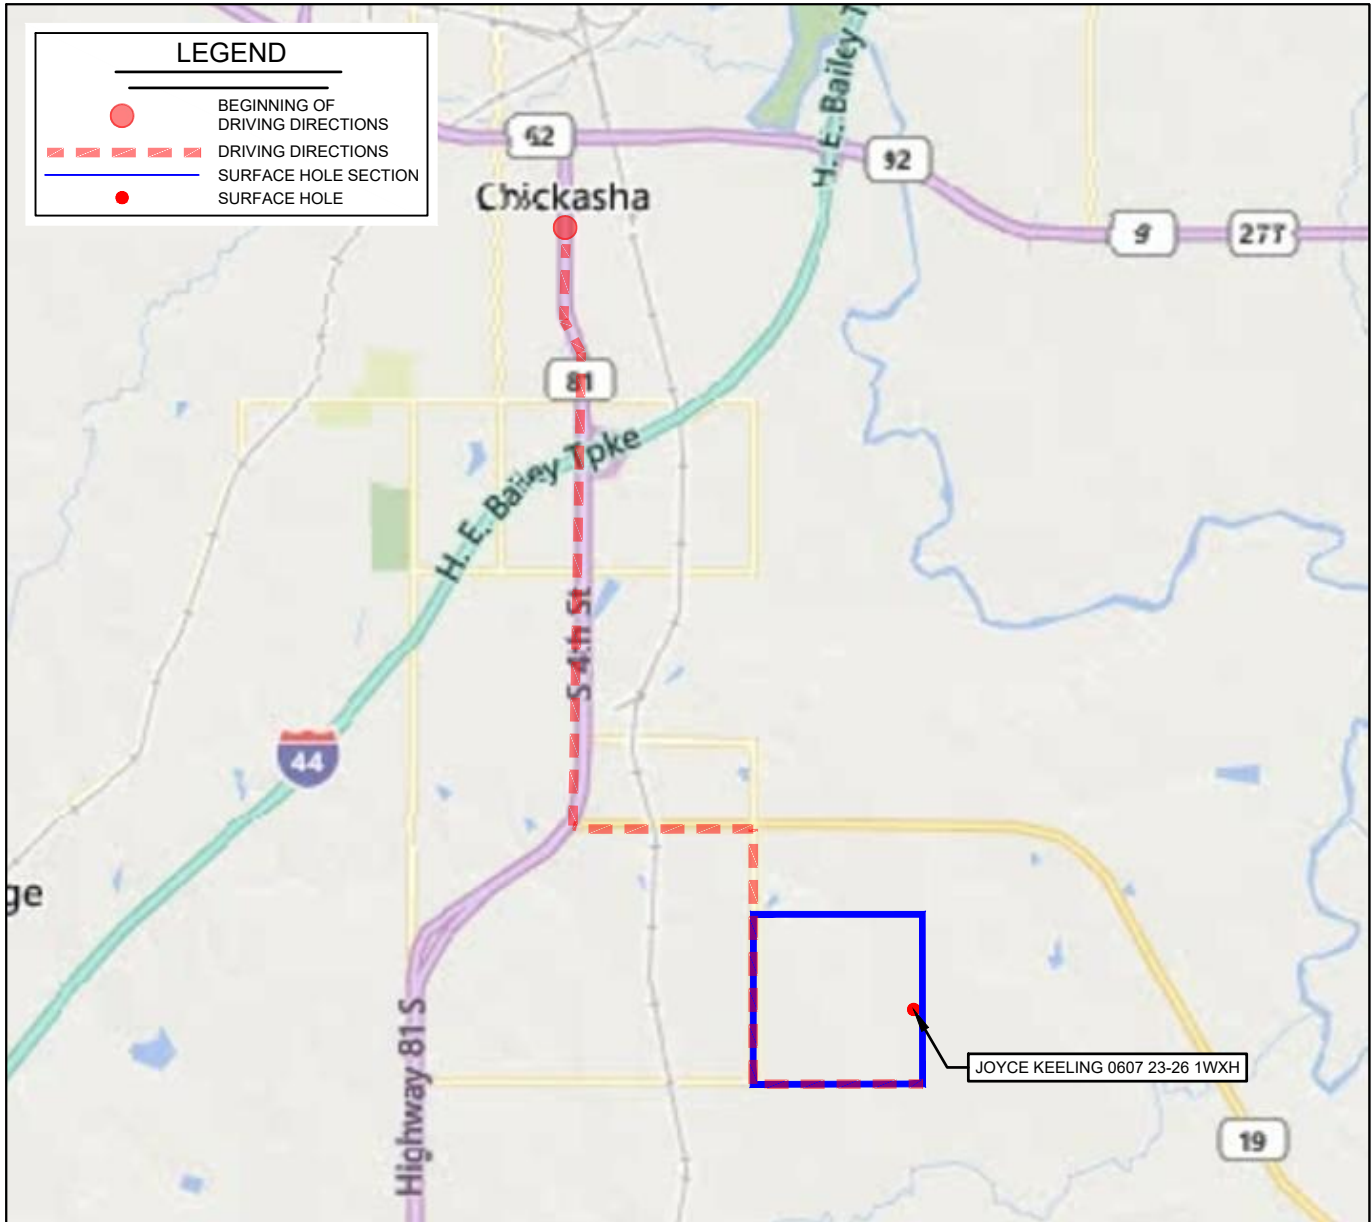 LEGEND
BEGINNING OF
DRIVING DIRECTIONS
DRIVING DIRECTIONS
SURFACE HOLE SECTION
SURFACE HOLE
H. E. Bailey T
62
92
Chickasha
9
277
81
H. E. Bailey Tpke
S 4th St
44
ge
Highway 81 S
JOYCE KEELING 0607 23-26 1WXH
19